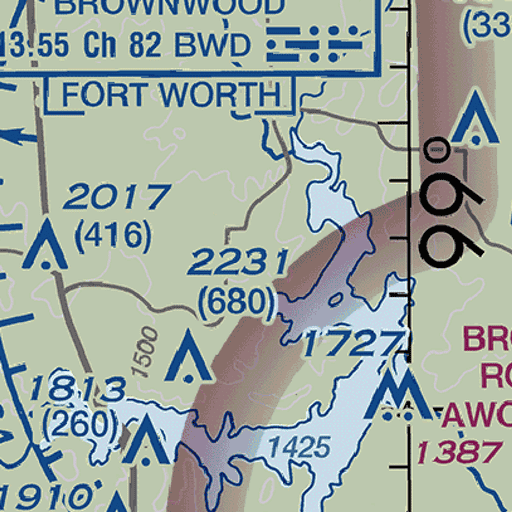 BROWNWOOD
13.55 Ch 82 BWD
(33
FORT WORTH
99°
2017
(416)
2231
(680)
1727
1500
BRO
RO
1813
(260)
AWO
1425
1387
1910